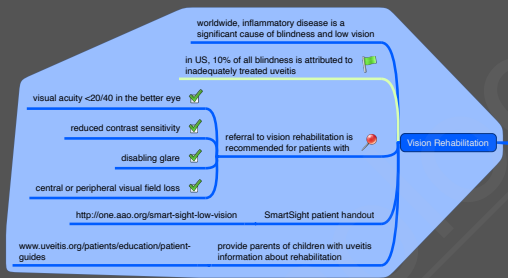 worldwide, inflammatory disease is a
significant cause of blindness and low vision
in US, 10% of all blindness is attributed to
inadequately treated uveitis
visual acuity <20/40 in the better eye
reduced contrast sensitivity
disabling glare
central or peripheral visual field loss
referral to vision rehabilitation is
recommended for patients with
Vision Rehabilitation
http://one.aao.org/smart-sight-low-vision
SmartSight patient handout
www.uveitis.org/patients/education/patient-
guides
provide parents of children with uveitis
information about rehabilitation